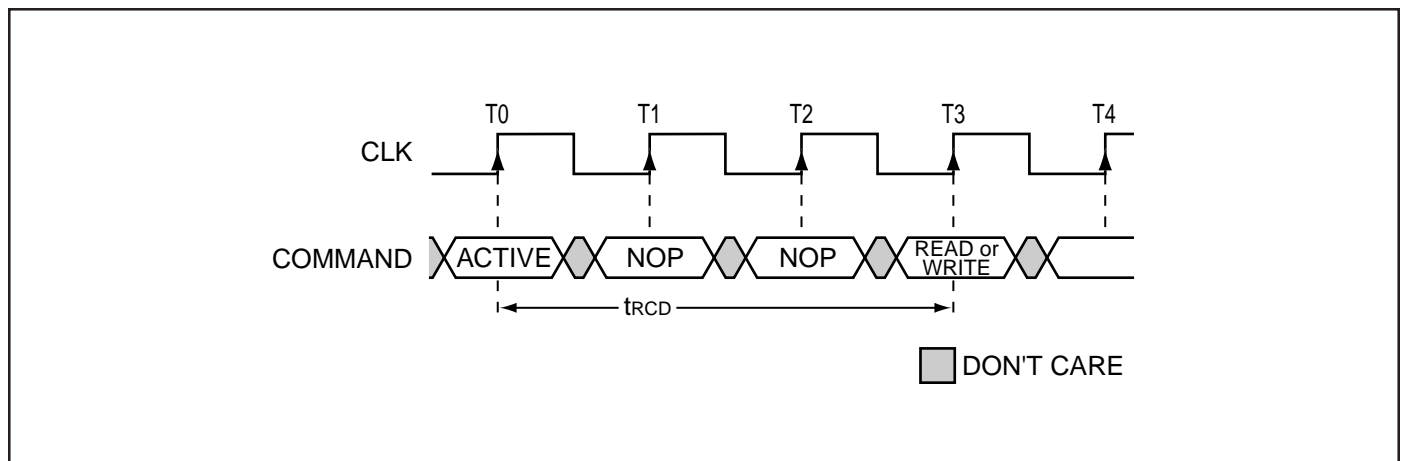 T0 T1 T2 T3 T4
CLK
COMMAND ACTIVE NOP NOP READ or
WRITE
tRCD
DON'T CARE